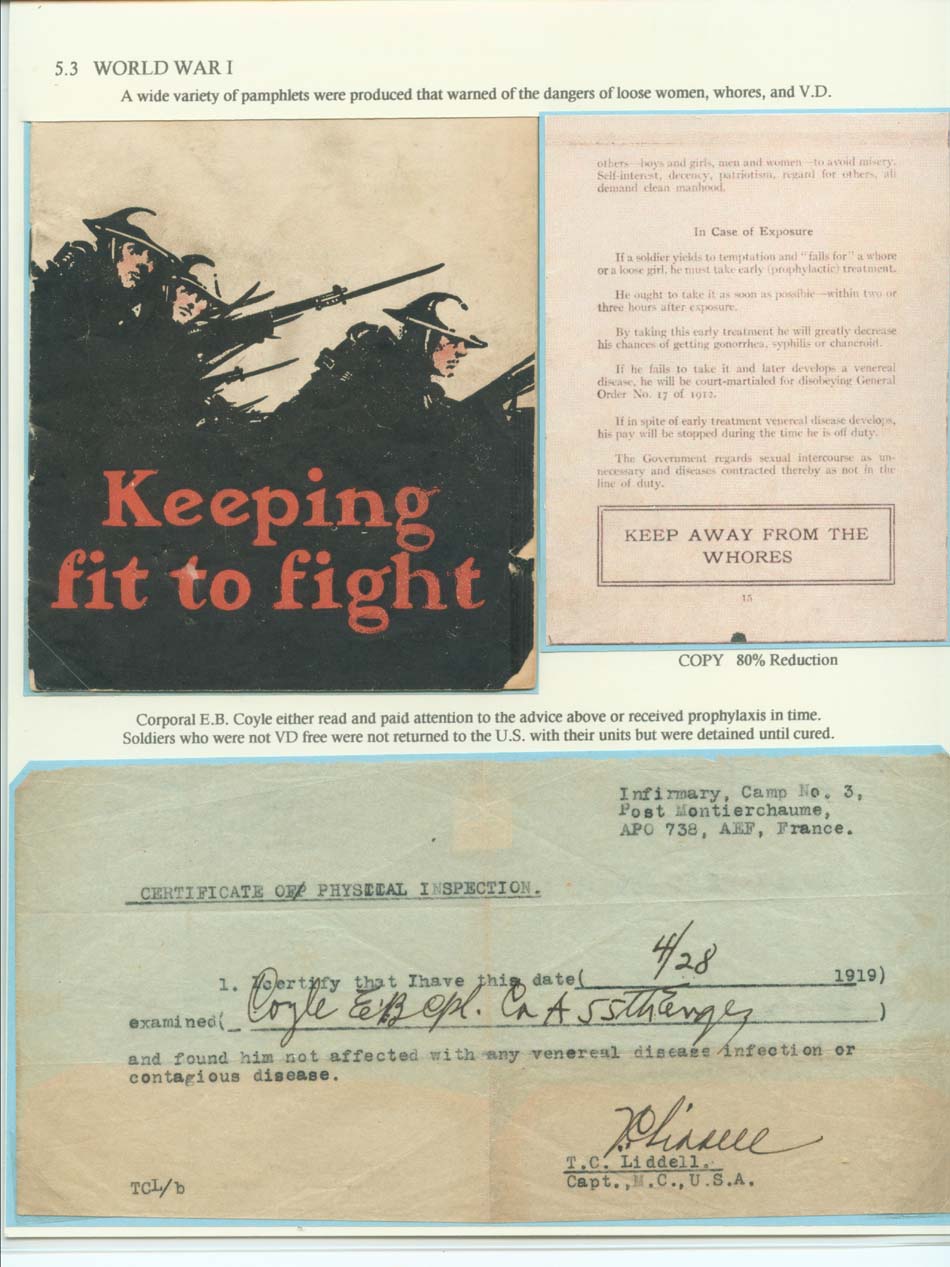 5.3 WORLD WAR I
A wide variety of pamphlets were produced that warned of the dangers of loose women, whores, and V.D.
Keeping
fit to fight
others—boys and girls, men and women—to avoid misery.
Self-interest, decency, patriotism, regard for others, all
demand clean manhood.
In Case of Exposure
If a soldier yields to temptation and "falls for" a whore
or a loose girl, he must take early (prophylactic) treatment.
He ought to take it as soon as possible—within two or
three hours after exposure.
By taking this early treatment he will greatly decrease
his chances of getting gonorrhea, syphilis or chancroid.
If he fails to take it and later develops a venereal
disease, he will be court-martialed for disobeying General
Order No. 17 of 1912.
If in spite of early treatment venereal disease develops,
his pay will be stopped during the time he is off duty.
The Government regards sexual intercourse as un-
necessary and diseases contracted thereby as not in the
line of duty.
KEEP AWAY FROM THE
WHORES
15
COPY 80% Reduction
Corporal E.B. Coyle either read and paid attention to the advice above or received prophylaxis in time.
Soldiers who were not VD free were not returned to the U.S. with their units but were detained until cured.
Infirmary, Camp No. 3,
Post Montierchaume,
APO 738, AEF, France.
CERTIFICATE OF PHYSICAL INSPECTION.
1. I certify that Ihave this date( 4/28 1919)
examined( Coyle E B cpl. Co A 55th Engrs )
and found him not affected with any venereal disease infection or
contagious disease.
TCLiddell
T.C. Liddell.
Capt.,M.C.,U.S.A.
TCL/b